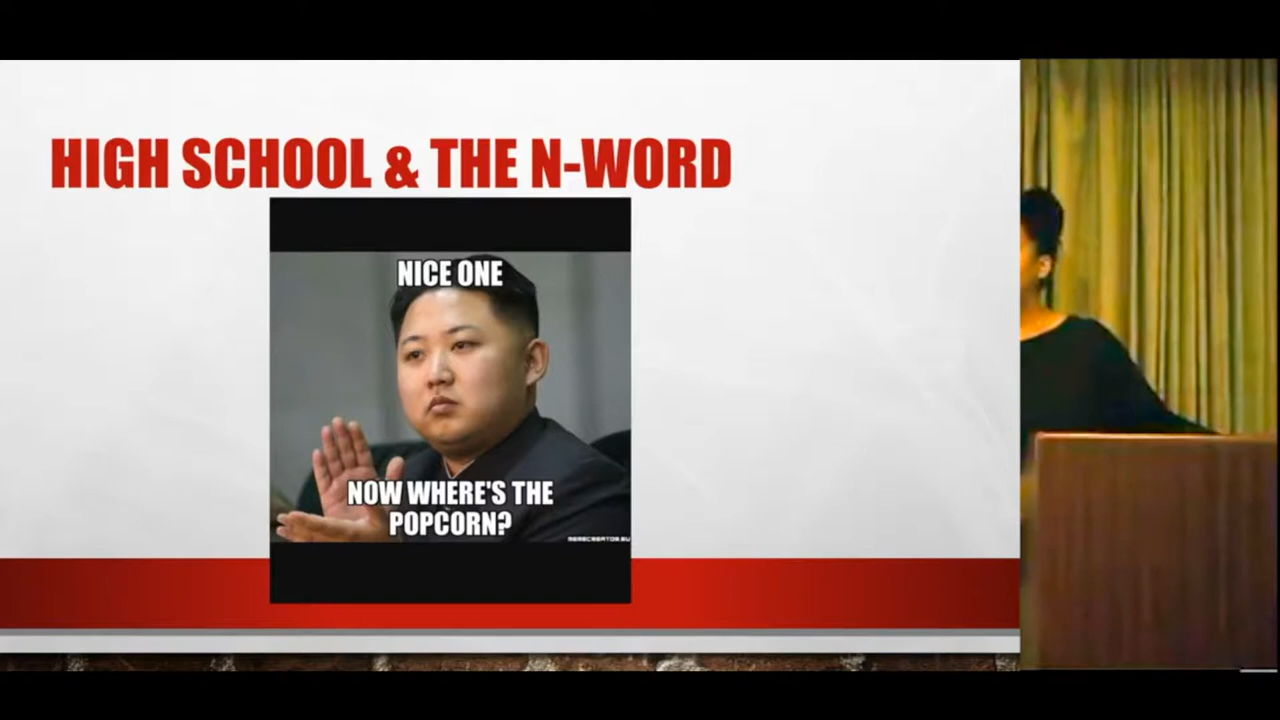 HIGH SCHOOL & THE N-WORD
NICE ONE
NOW WHERE'S THE
POPCORN?